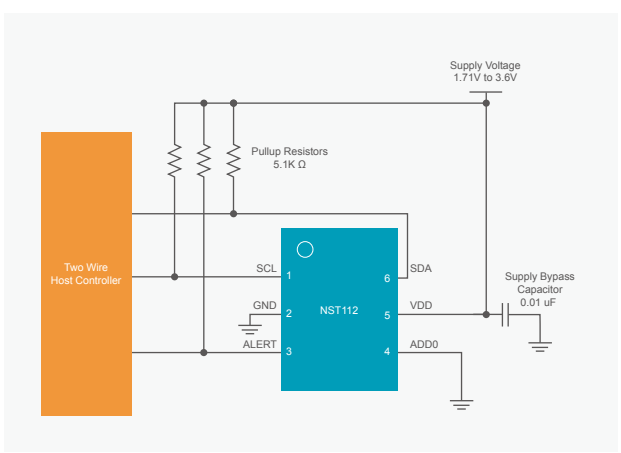 Supply Voltage
1.71V to 3.6V
Pullup Resistors
5.1K Ω
Two Wire
Host Controller
SCL
1
6
SDA
GND
2
NST112
5
VDD
ALERT
3
4
ADD0
Supply Bypass
Capacitor
0.01 uF